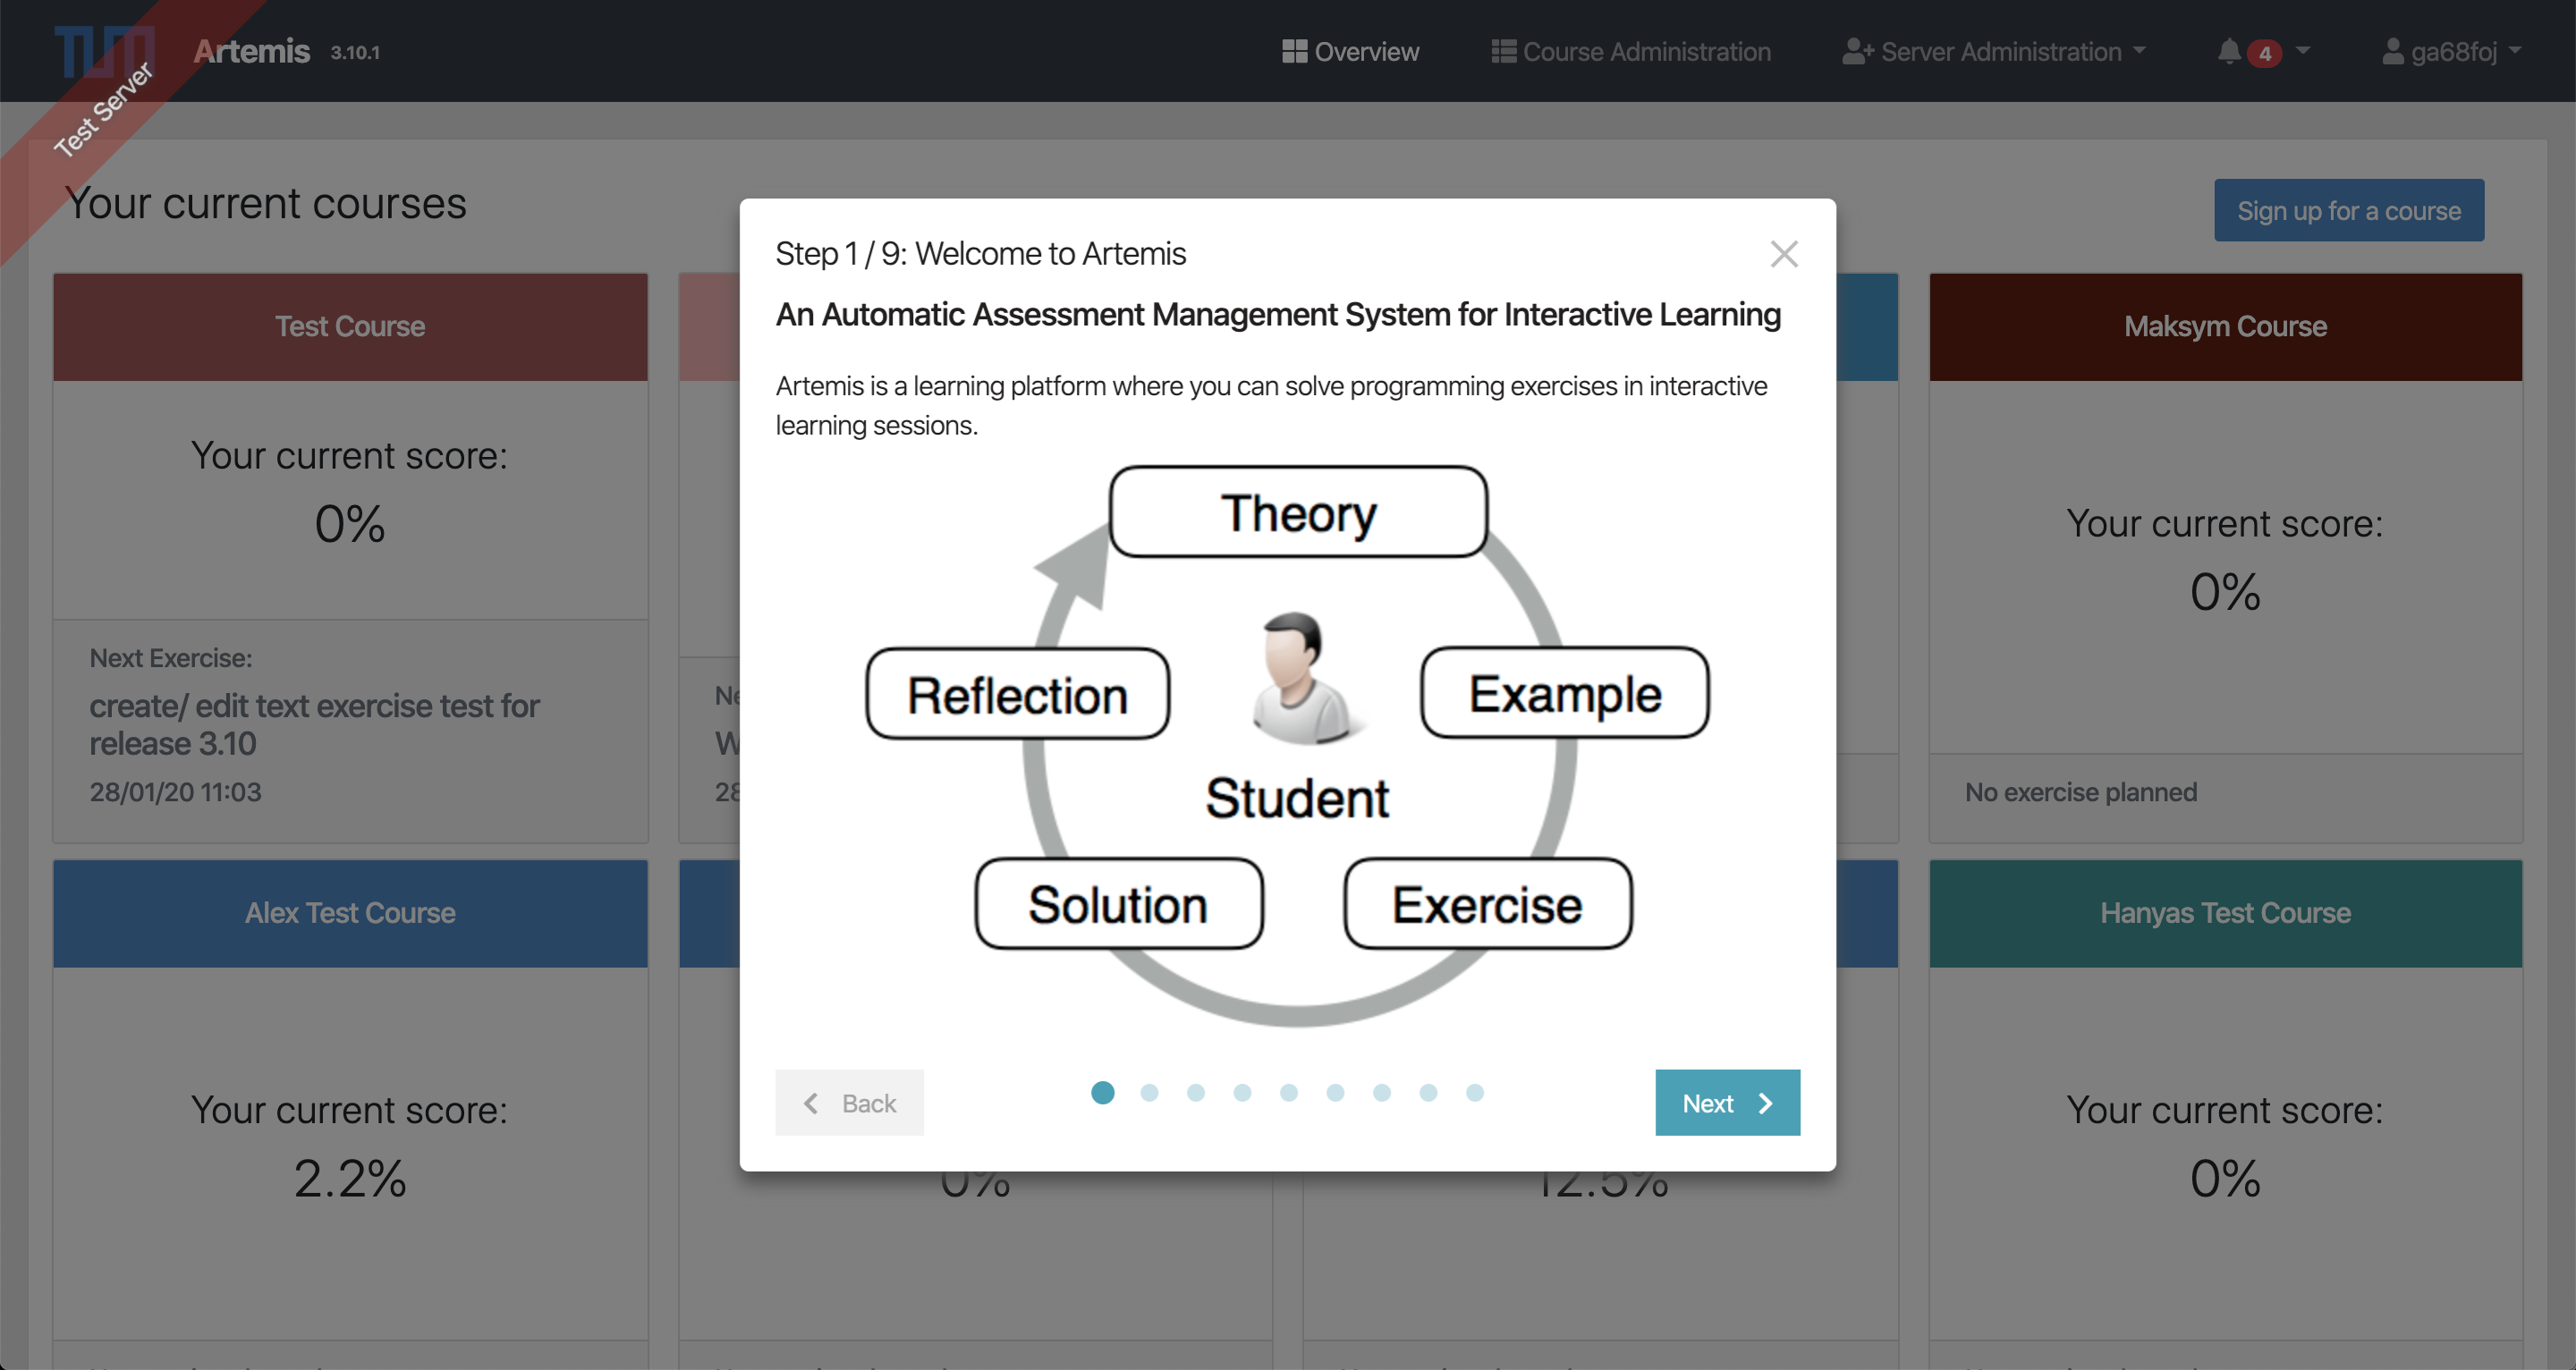 TUM
Artemis 3.10.1
Overview
Course Administration
Server Administration
4
ga68foj
Test Server
Your current courses
Sign up for a course
Test Course
Your current score:
0%
Next Exercise:
create/ edit text exercise test for
release 3.10
28/01/20 11:03
Maksym Course
Your current score:
0%
No exercise planned
Step 1 / 9: Welcome to Artemis
An Automatic Assessment Management System for Interactive Learning
Artemis is a learning platform where you can solve programming exercises in interactive
learning sessions.
Theory
Reflection
Example
Student
Solution
Exercise
Back
Next
Alex Test Course
Your current score:
2.2%
0%
12.5%
Hanyas Test Course
Your current score:
0%